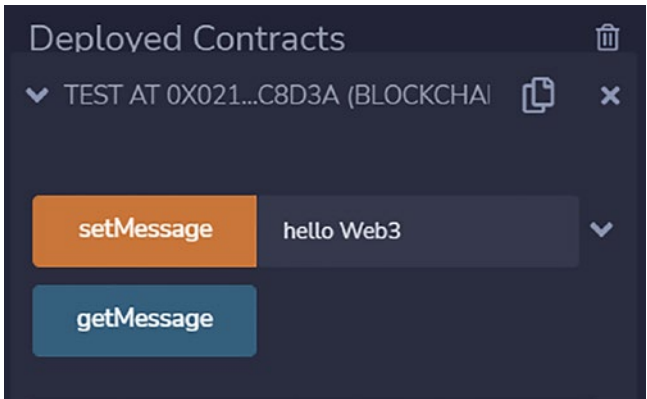 Deployed Contracts
TEST AT 0X021...C8D3A (BLOCKCHAI
setMessage hello Web3
getMessage